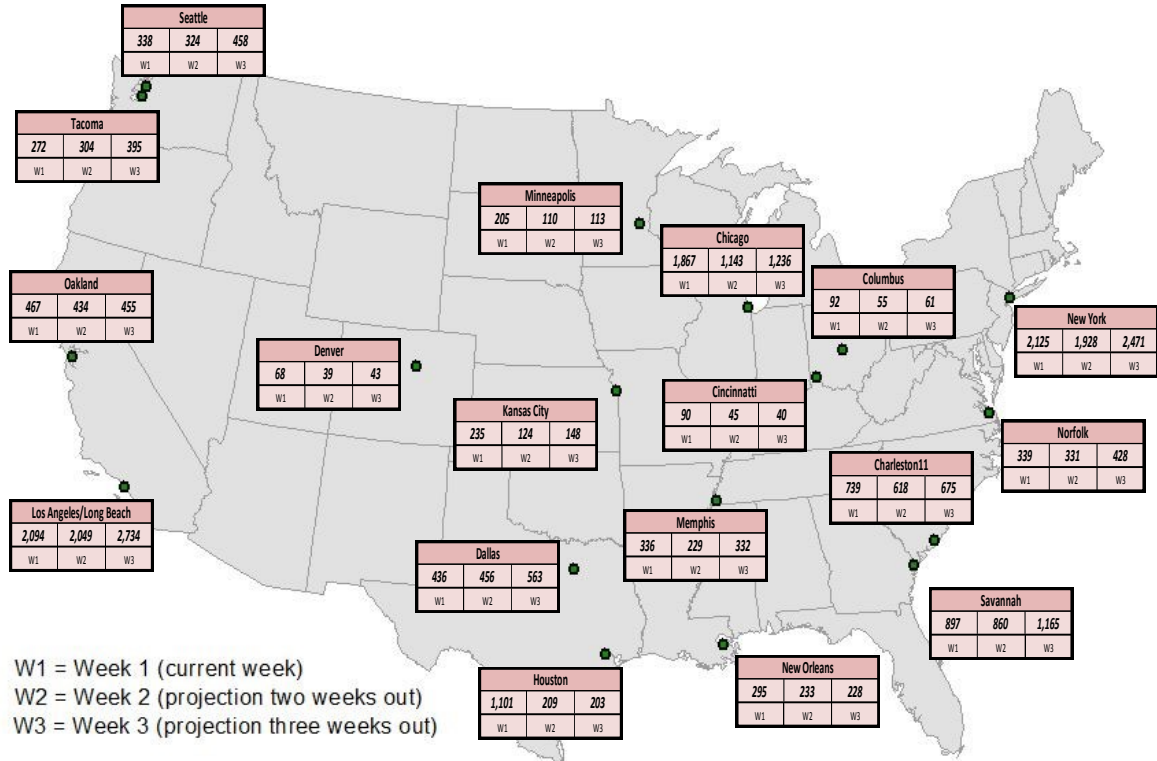 Seattle
338 324 458
W1 W2 W3
Tacoma
272 304 395
W1 W2 W3
Minneapolis
205 110 113
W1 W2 W3
Chicago
1,867 1,143 1,236
W1 W2 W3
Columbus
92 55 61
W1 W2 W3
Oakland
467 434 455
W1 W2 W3
New York
2,125 1,928 2,471
W1 W2 W3
Denver
68 39 43
W1 W2 W3
Cincinnatti
90 45 40
W1 W2 W3
Kansas City
235 124 148
W1 W2 W3
Norfolk
339 331 428
W1 W2 W3
Charleston11
739 618 675
W1 W2 W3
Los Angeles/Long Beach
2,094 2,049 2,734
W1 W2 W3
Memphis
336 229 332
W1 W2 W3
Dallas
436 456 563
W1 W2 W3
Savannah
897 860 1,165
W1 W2 W3
New Orleans
295 233 228
W1 W2 W3
Houston
1,101 209 203
W1 W2 W3
W1 = Week 1 (current week)
W2 = Week 2 (projection two weeks out)
W3 = Week 3 (projection three weeks out)